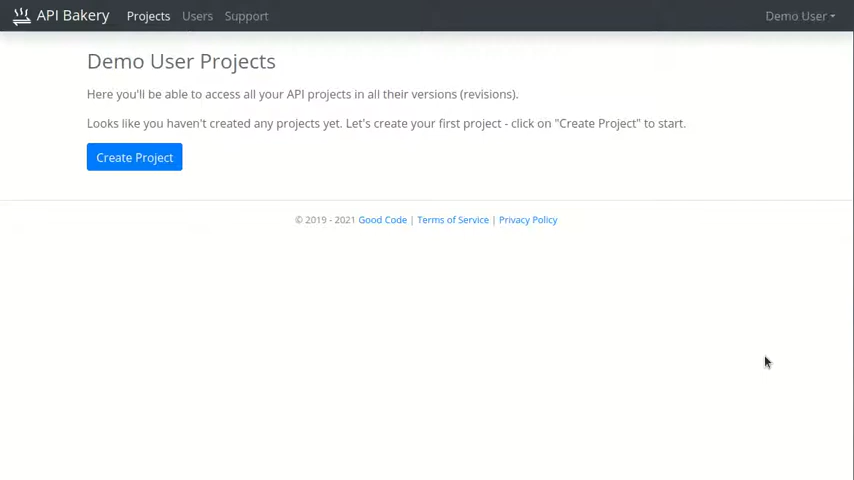 API Bakery Projects Users Support Demo User
Demo User Projects
Here you'll be able to access all your API projects in all their versions (revisions).
Looks like you haven't created any projects yet. Let's create your first project - click on "Create Project" to start.
Create Project
© 2019 - 2021 Good Code | Terms of Service | Privacy Policy